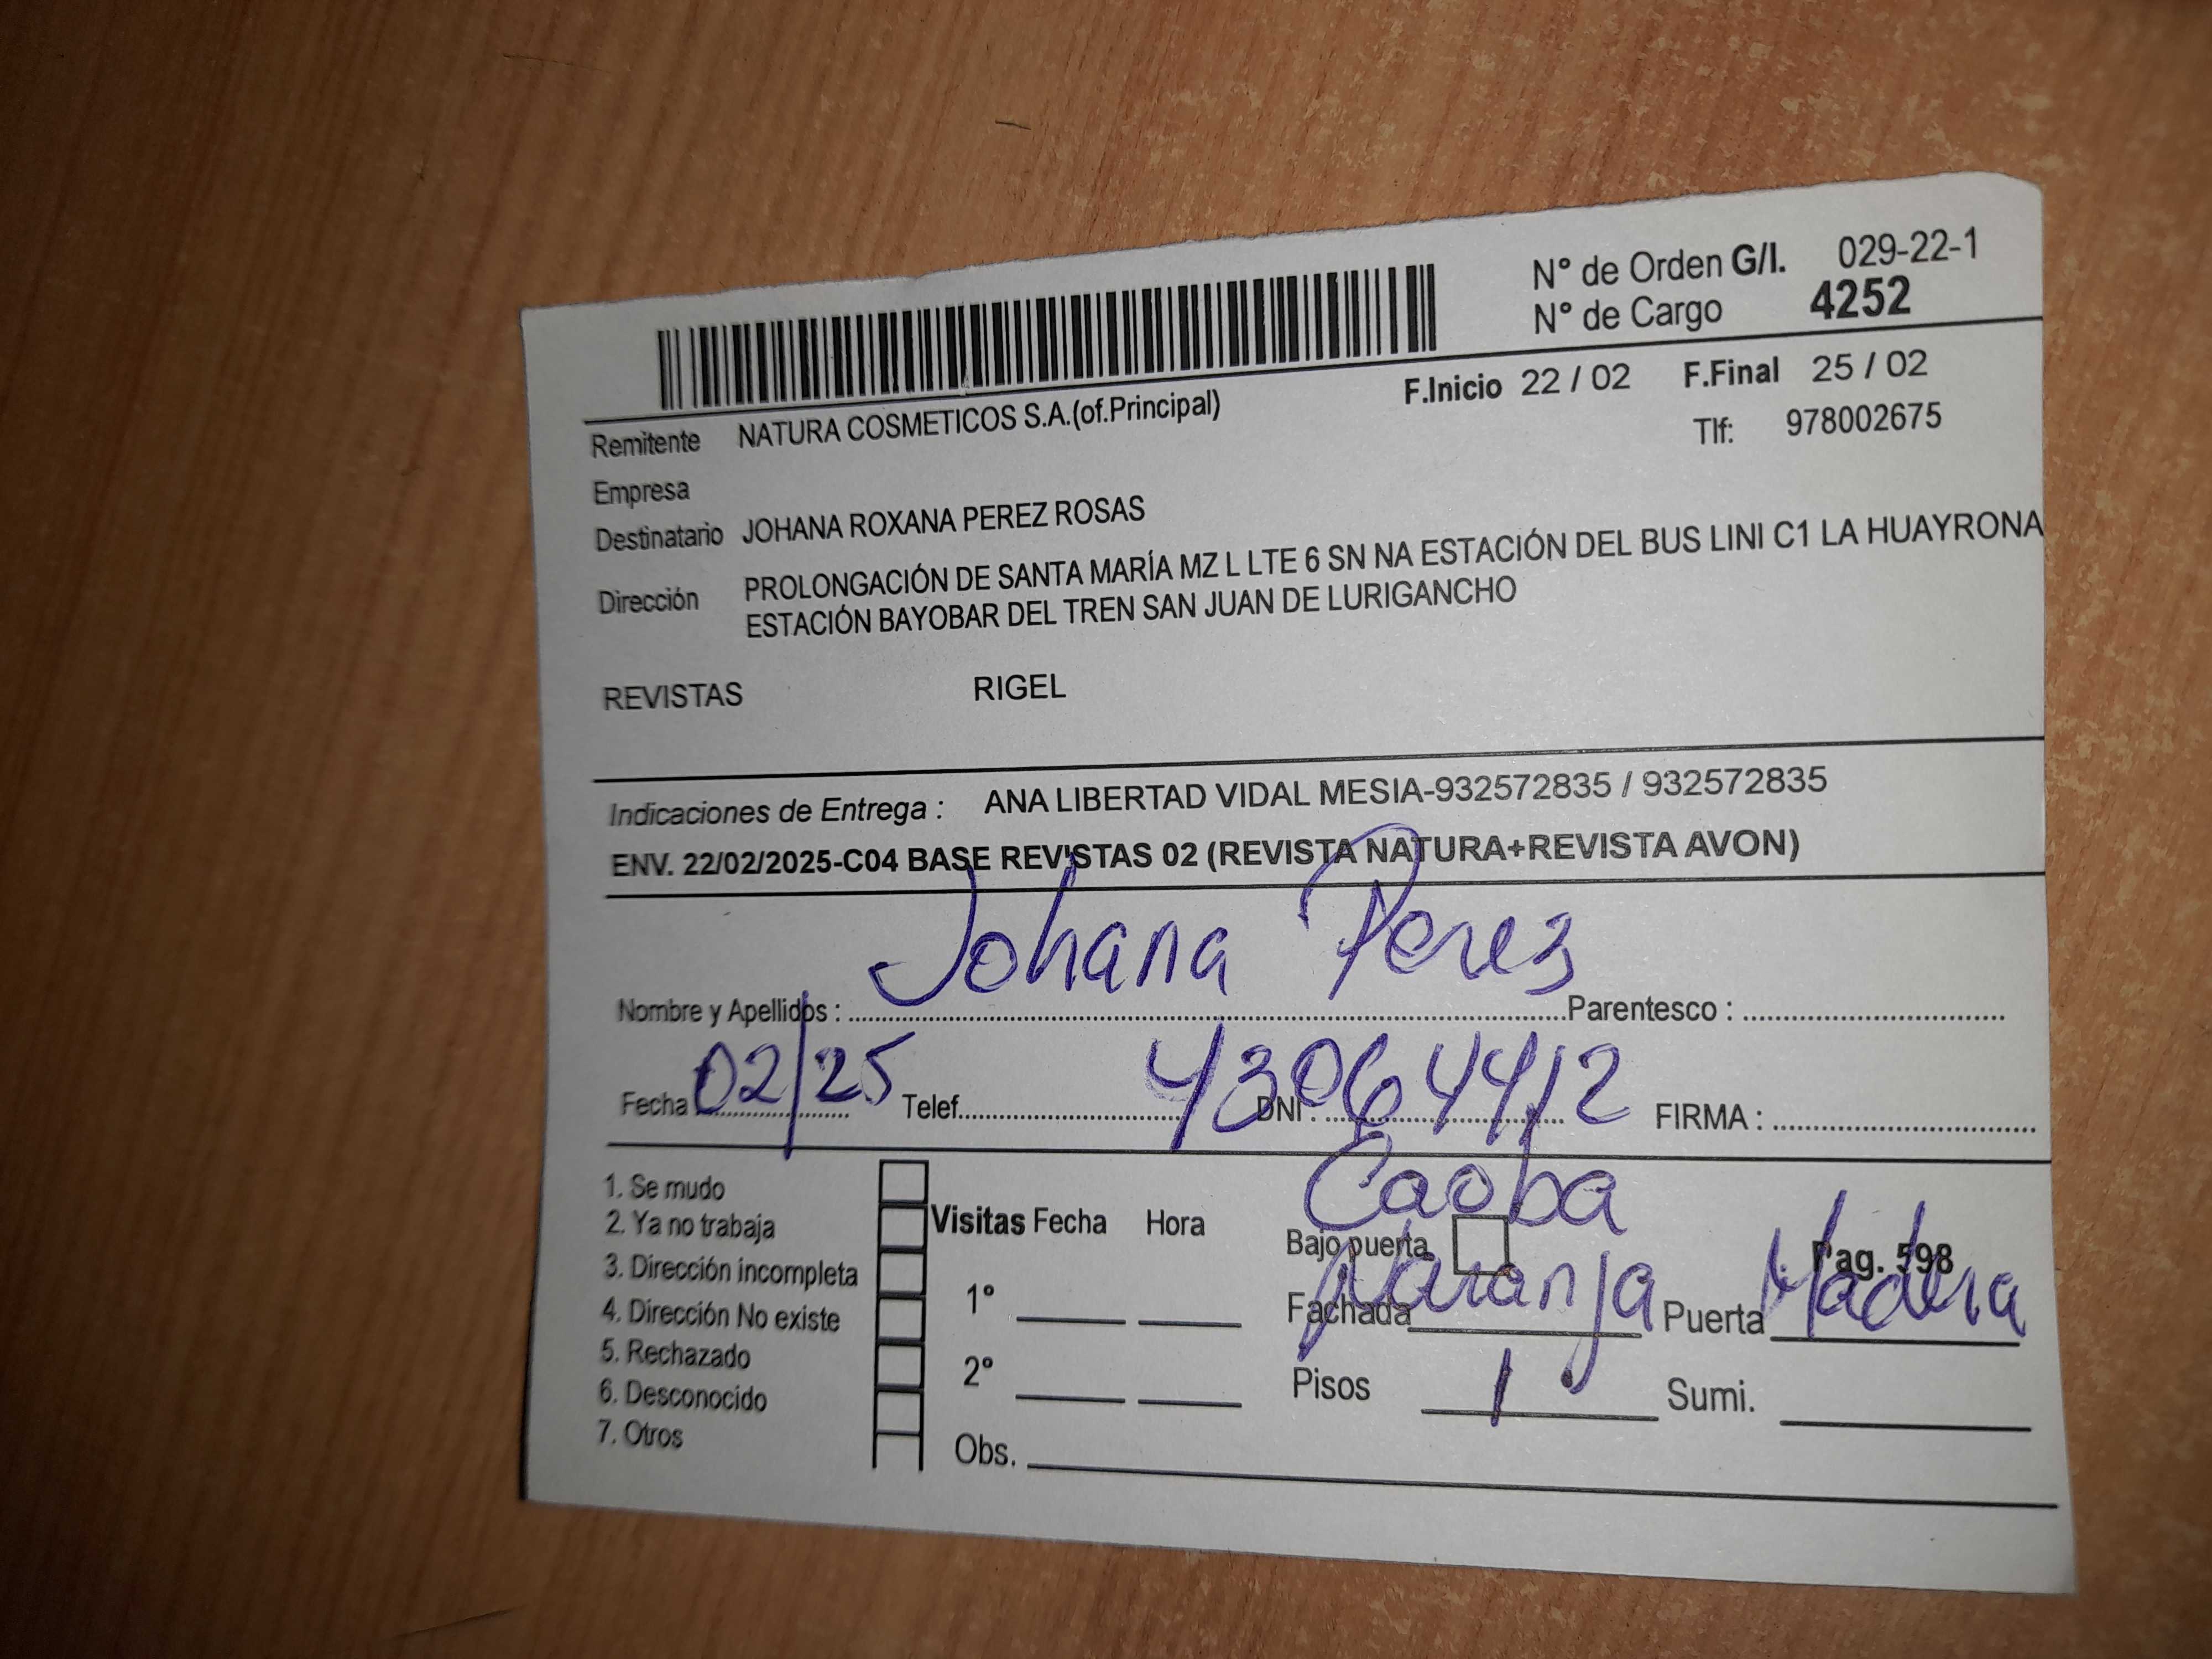 N° de Orden G/I. 029-22-1
N° de Cargo 4252
F.Inicio 22 / 02 F.Final 25 / 02
Remitente NATURA COSMETICOS S.A.(of.Principal) Tlf: 978002675
Empresa
Destinatario JOHANA ROXANA PEREZ ROSAS
Dirección PROLONGACIÓN DE SANTA MARÍA MZ L LTE 6 SN NA ESTACIÓN DEL BUS LINI C1 LA HUAYRONA
ESTACIÓN BAYOBAR DEL TREN SAN JUAN DE LURIGANCHO
REVISTAS RIGEL
Indicaciones de Entrega : ANA LIBERTAD VIDAL MESIA-932572835 / 932572835
ENV. 22/02/2025-C04 BASE REVISTAS 02 (REVISTA NATURA+REVISTA AVON)
Johana Perez
Nombre y Apellidos : Parentesco :
Fecha 02/25 Telef. DNI : 43064412 FIRMA :
Caoba
1. Se mudo
2. Ya no trabaja
3. Dirección incompleta
4. Dirección No existe
5. Rechazado
6. Desconocido
7. Otros
Visitas Fecha Hora
1°
2°
Obs.
Bajo puerta Pag. 598
Fachada Naranja Puerta Madera
Pisos 1 Sumi.